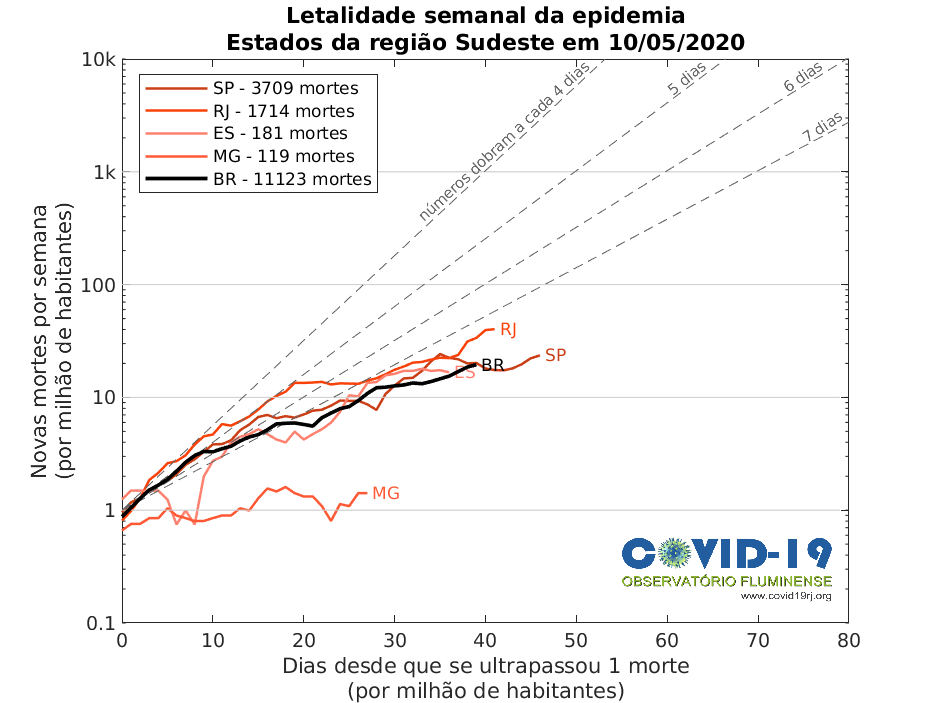 Letalidade semanal da epidemia
Estados da região Sudeste em 10/05/2020
10k
1k
100
10
1
0.1
Novas mortes por semana
(por milhão de habitantes)
SP - 3709 mortes
RJ - 1714 mortes
ES - 181 mortes
MG - 119 mortes
BR - 11123 mortes
números dobram a cada 4 dias
5 dias
6 dias
7 dias
RJ
SP
BR
ES
MG
COVID-19
OBSERVATÓRIO FLUMINENSE
www.covid19rj.org
0 10 20 30 40 50 60 70 80
Dias desde que se ultrapassou 1 morte
(por milhão de habitantes)